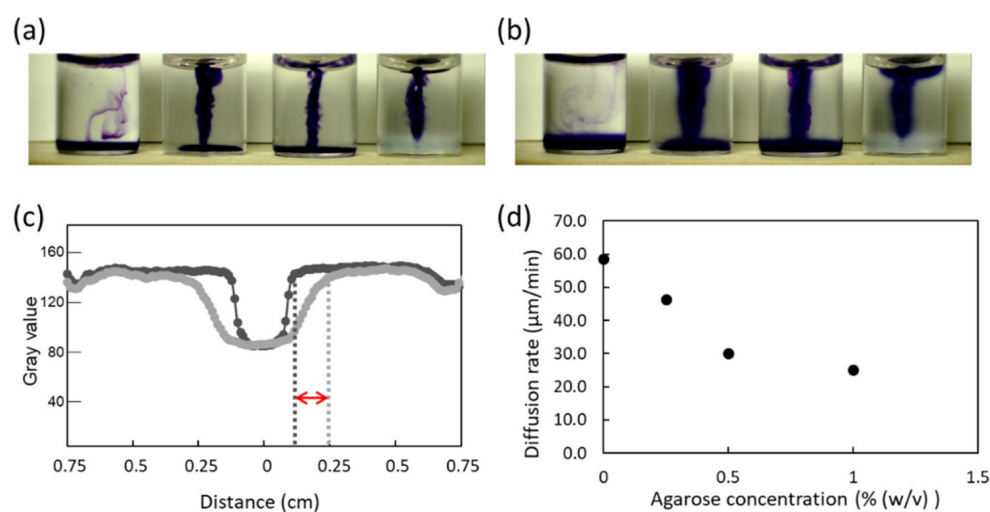 (a)
(b)
(c)
160
120
80
40
Gray value
0.75
0.50
0.25
0
0.25
0.5
0.75
Distance (cm)
(d)
70.0
60.0
50.0
40.0
30.0
20.0
10.0
0.0
Diffusion rate (µm/min)
0
0.5
1
1.5
Agarose concentration (% (w/v) )